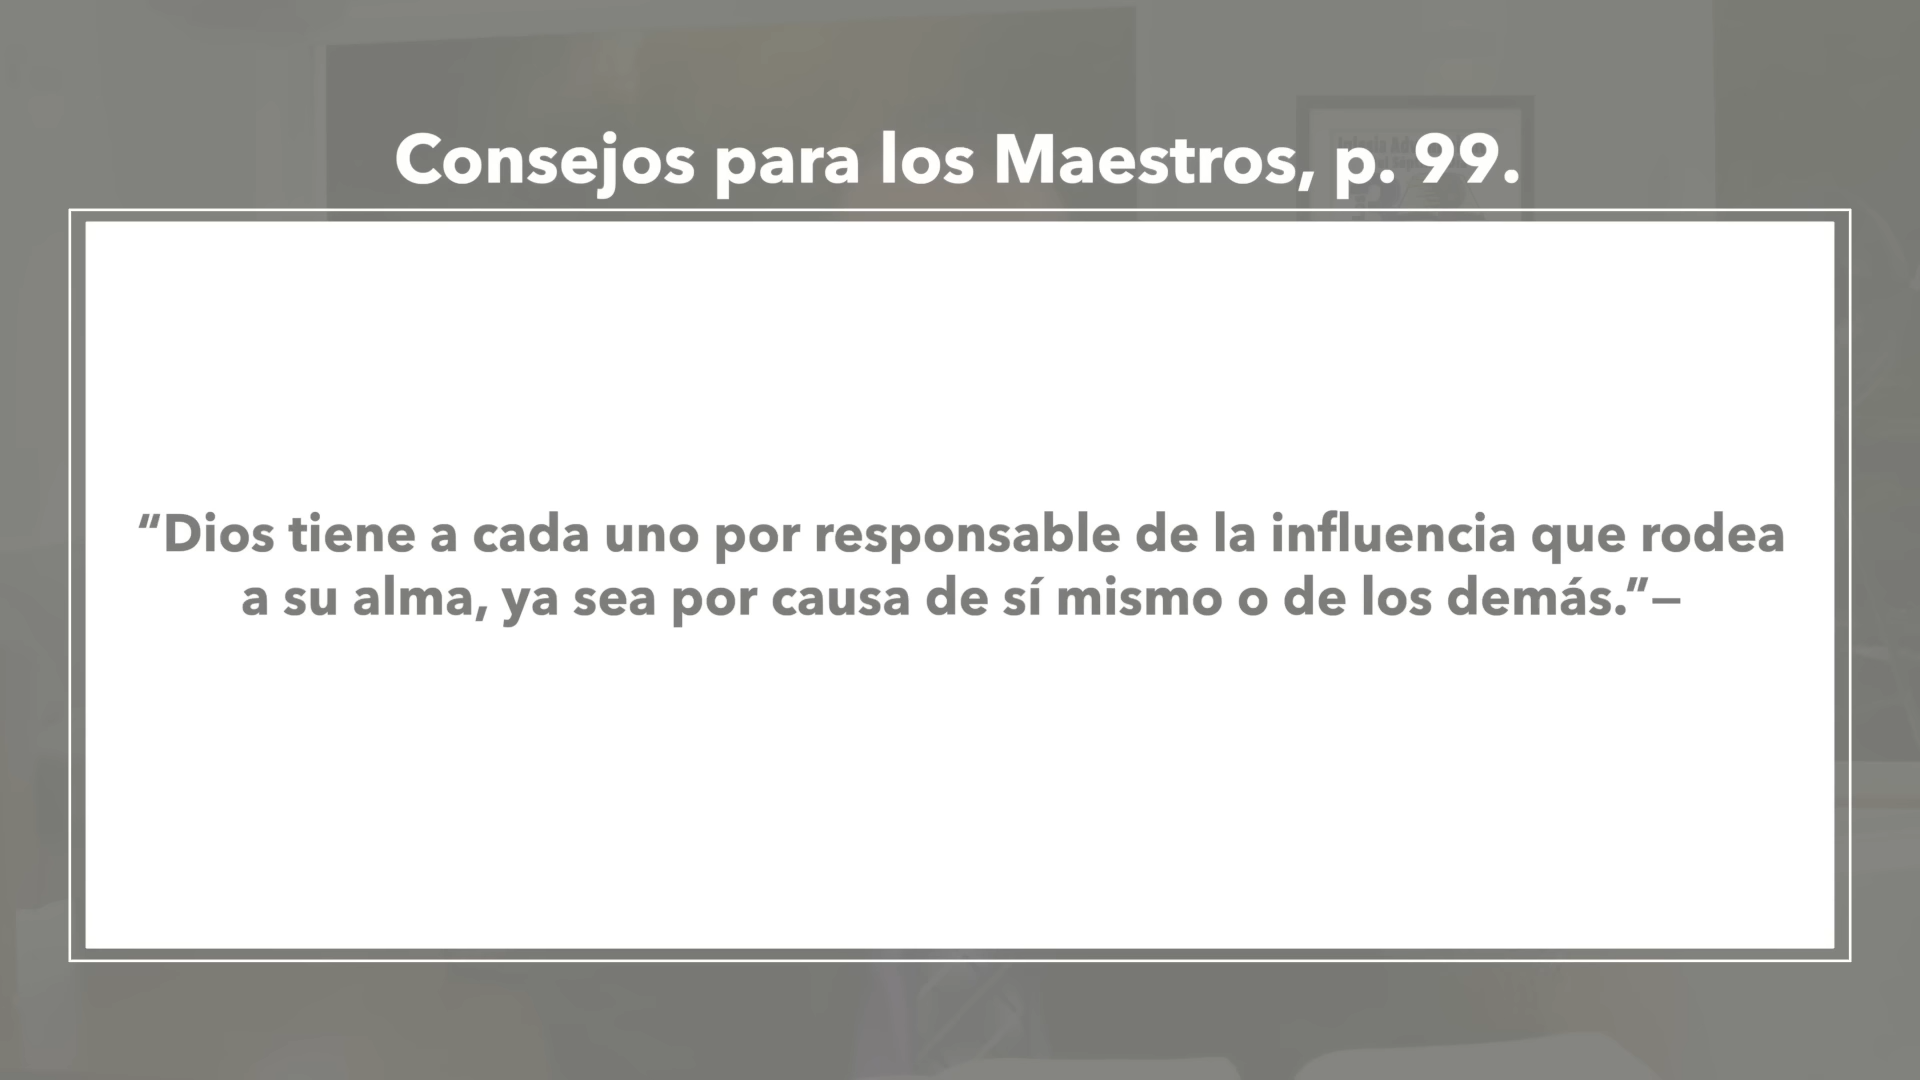 Consejos para los Maestros, p. 99.
“Dios tiene a cada uno por responsable de la influencia que rodea
a su alma, ya sea por causa de sí mismo o de los demás.”—